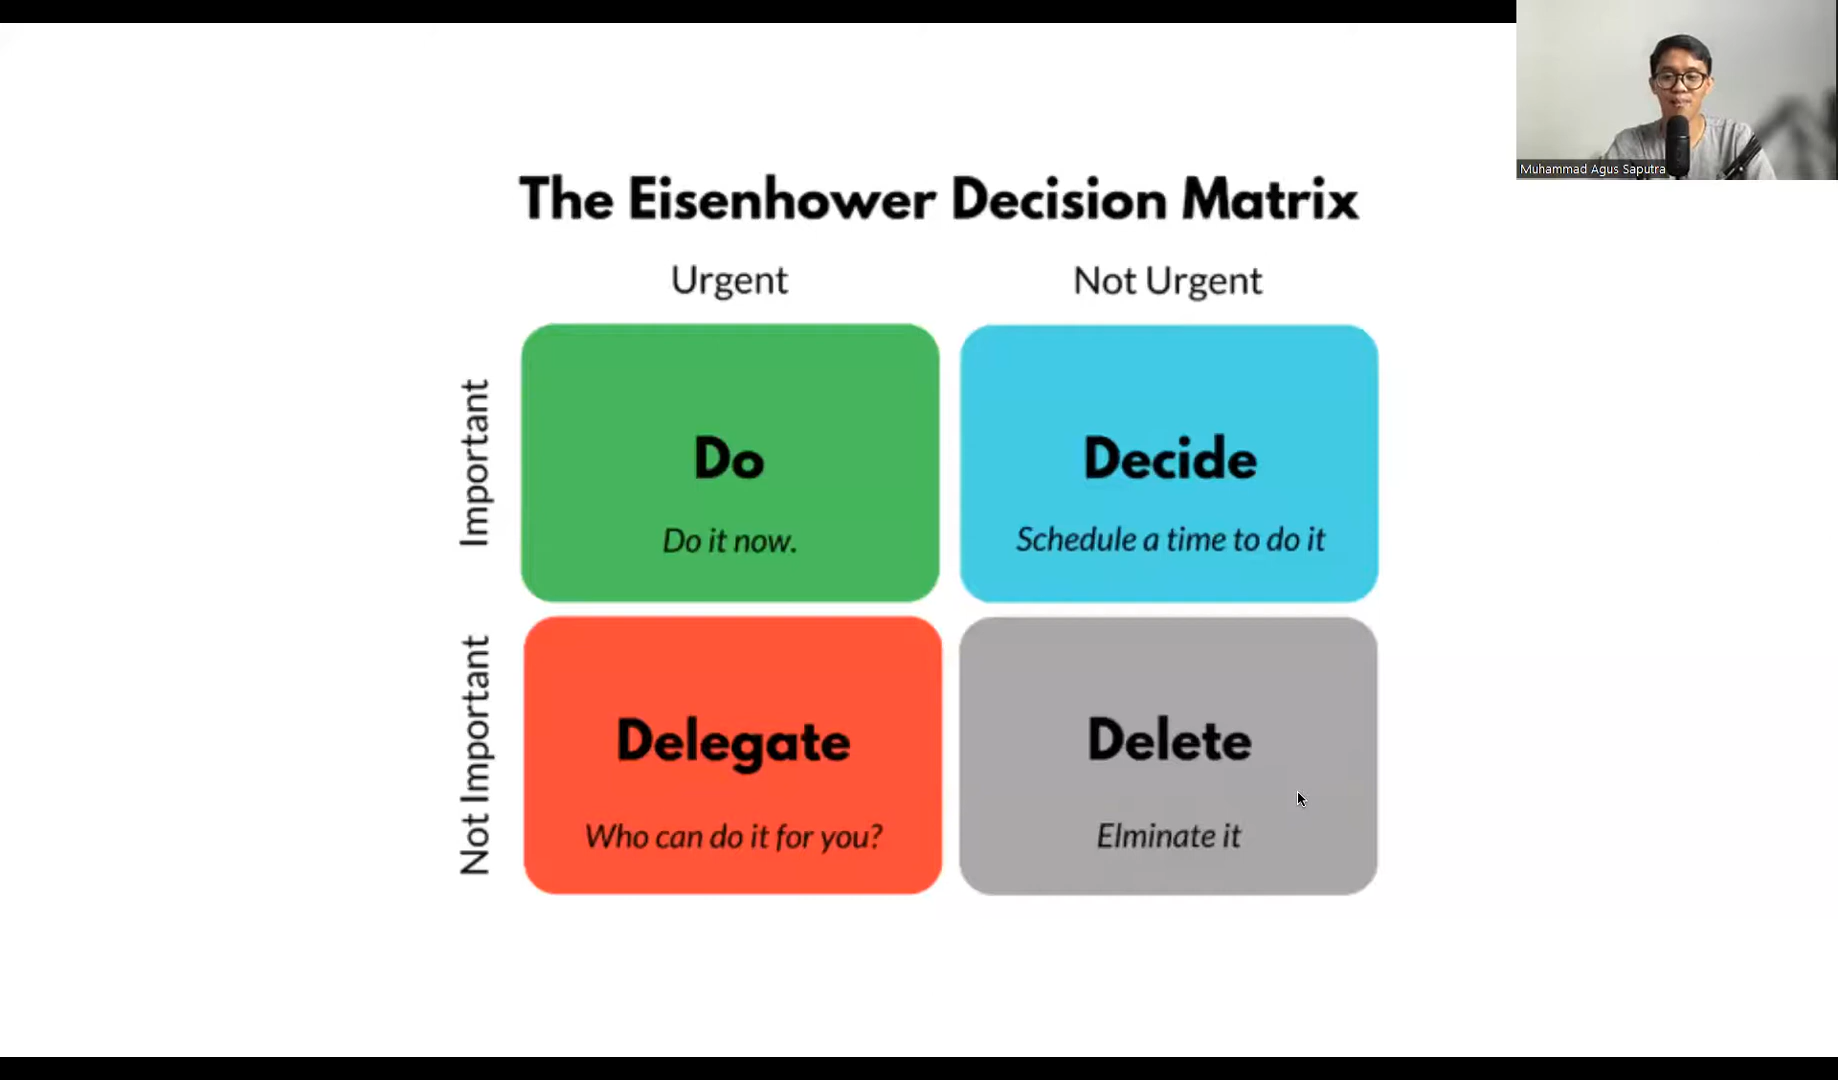 Muhammad Agus Saputra
The Eisenhower Decision Matrix
Urgent
Not Urgent
Important
Do
Do it now.
Decide
Schedule a time to do it
Not Important
Delegate
Who can do it for you?
Delete
Elminate it